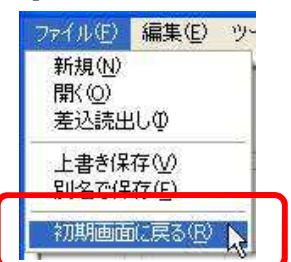 ファイル(F) 編集(E) ツ
新規(N)
開く(O)
差込読出し(I)
上書き保存(V)
別名で保存(F)
初期画面に戻る(R)